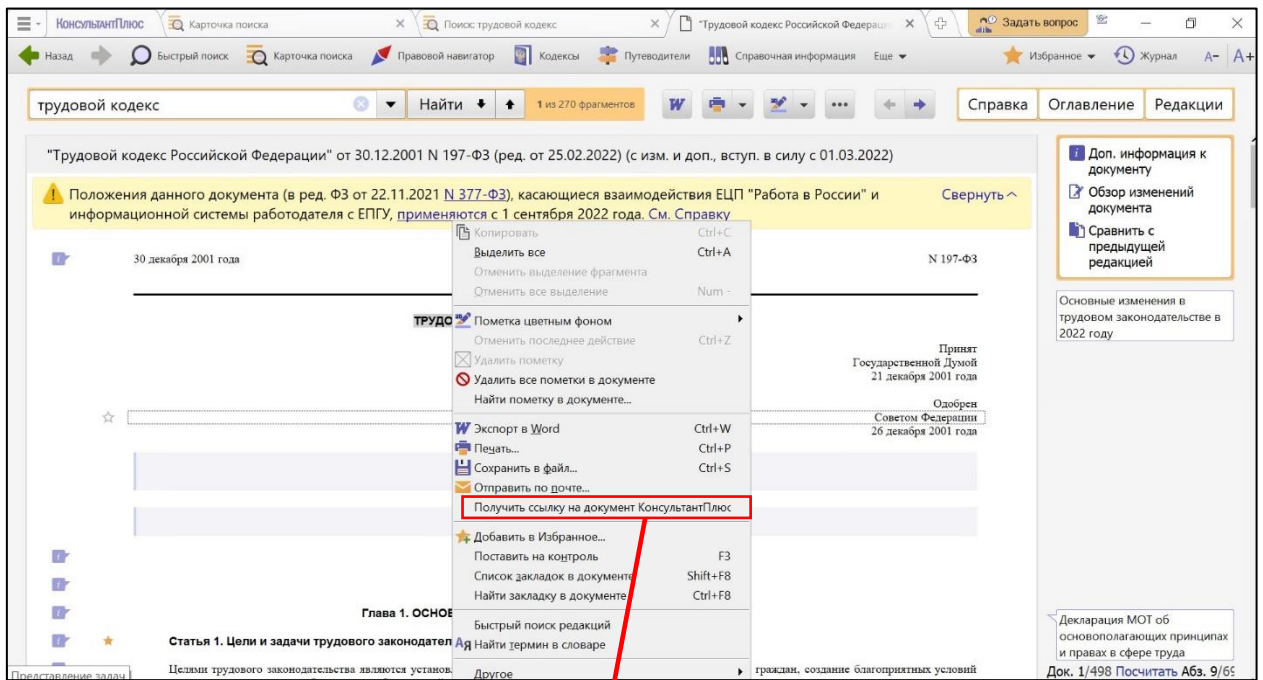 КонсультантПлюс Карточка поиска Поиск: трудовой кодекс "Трудовой кодекс Российской Федерации Задать вопрос
Назад Быстрый поиск Карточка поиска Правовой навигатор Кодексы Путеводители Справочная информация Еще Избранное Журнал A- A+
трудовой кодекс Найти 1 из 270 фрагментов Справка Оглавление Редакции
"Трудовой кодекс Российской Федерации" от 30.12.2001 N 197-ФЗ (ред. от 25.02.2022) (с изм. и доп., вступ. в силу с 01.03.2022)
Положения данного документа (в ред. ФЗ от 22.11.2021 N 377-ФЗ), касающиеся взаимодействия ЕЦП "Работа в России" и Свернуть
информационной системы работодателя с ЕПГУ, применяются с 1 сентября 2022 года. См. Справку
Доп. информация к
документу
Обзор изменений
документа
Сравнить с
предыдущей
редакцией
Основные изменения в
трудовом законодательстве в
2022 году
30 декабря 2001 года N 197-ФЗ
ТРУДО
Принят
Государственной Думой
21 декабря 2001 года
Одобрен
Советом Федерации
26 декабря 2001 года
Копировать Ctrl+C
Выделить все Ctrl+A
Отменить выделение фрагмента
Отменить все выделение Num -
Пометка цветным фоном
Отменить последнее действие Ctrl+Z
Удалить пометку
Удалить все пометки в документе
Найти пометку в документе...
Экспорт в Word Ctrl+W
Печать... Ctrl+P
Сохранить в файл... Ctrl+S
Отправить по почте...
Получить ссылку на документ КонсультантПлюс
Добавить в Избранное...
Поставить на контроль F3
Список закладок в документе Shift+F8
Найти закладку в документе Ctrl+F8
Быстрый поиск редакций
Найти термин в словаре
Другое
Глава 1. ОСНОВ
Статья 1. Цели и задачи трудового законодател
Целями трудового законодательства являются установ граждан, создание благоприятных условий
Декларация МОТ об
основополагающих принципах
и правах в сфере труда
Представление задач
Док. 1/498 Посчитать Абз. 9/69